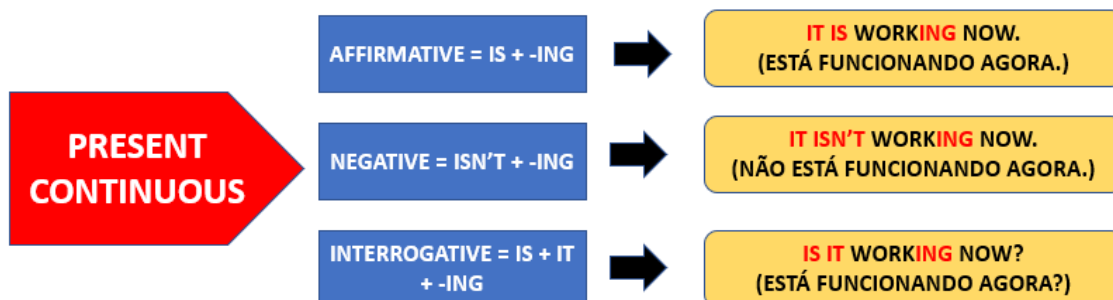 PRESENT
CONTINUOUS
AFFIRMATIVE = IS + -ING
IT IS WORKING NOW.
(ESTÁ FUNCIONANDO AGORA.)
NEGATIVE = ISN’T + -ING
IT ISN’T WORKING NOW.
(NÃO ESTÁ FUNCIONANDO AGORA.)
INTERROGATIVE = IS + IT
+ -ING
IS IT WORKING NOW?
(ESTÁ FUNCIONANDO AGORA?)